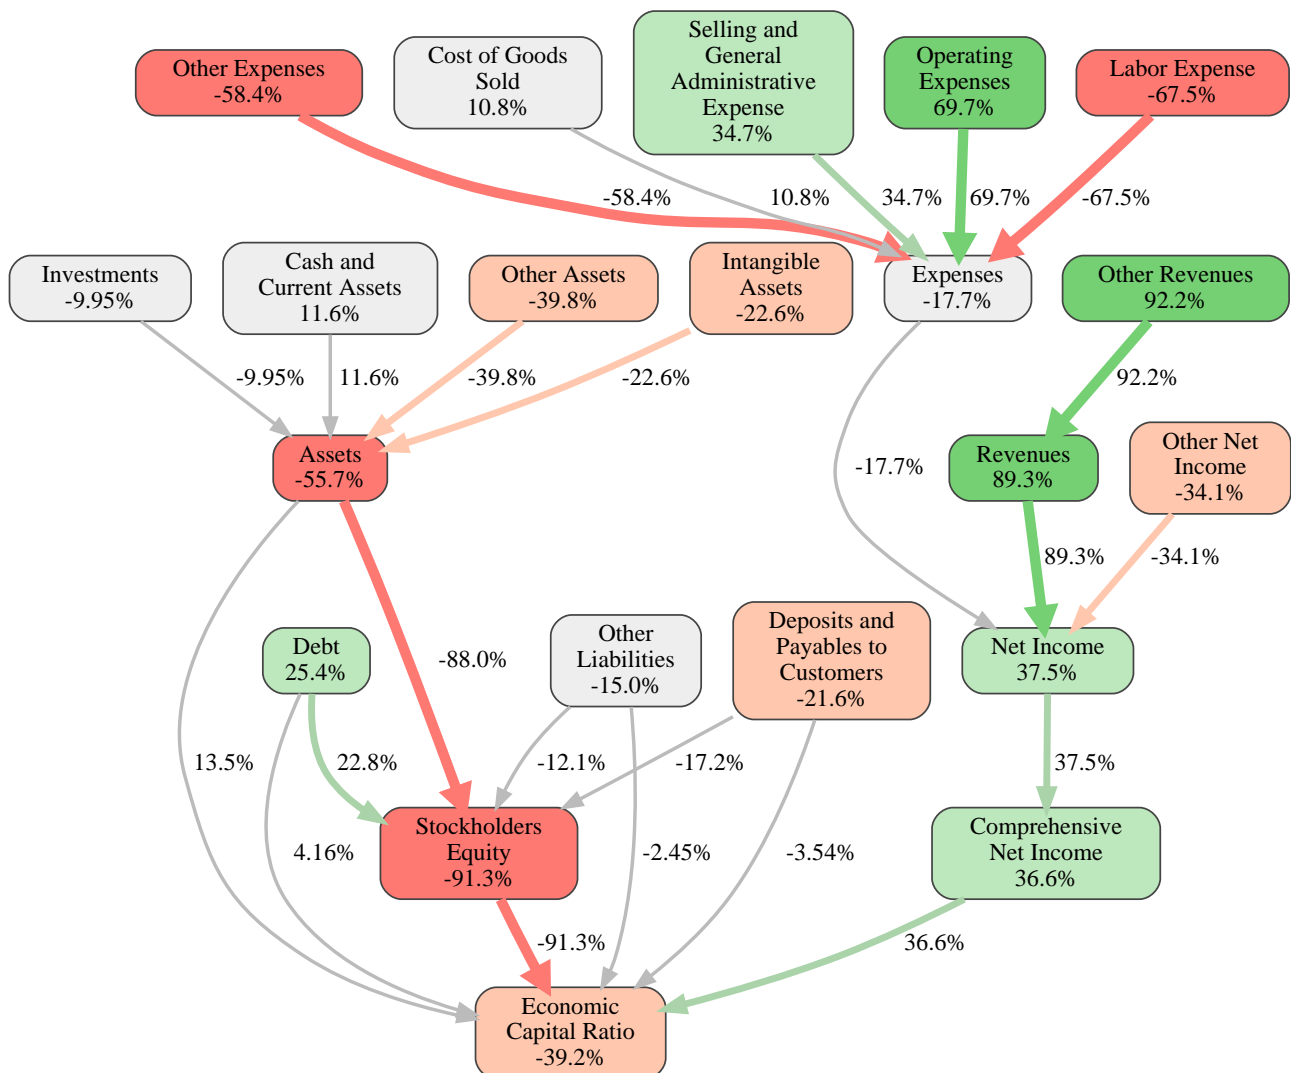 Other Expenses
-58.4%
Cost of Goods
Sold
10.8%
Selling and
General
Administrative
Expense
34.7%
Operating
Expenses
69.7%
Labor Expense
-67.5%
-58.4%
10.8%
34.7%
69.7%
-67.5%
Investments
-9.95%
Cash and
Current Assets
11.6%
Other Assets
-39.8%
Intangible
Assets
-22.6%
Expenses
-17.7%
Other Revenues
92.2%
-9.95%
11.6%
-39.8%
-22.6%
92.2%
Assets
-55.7%
-17.7%
Revenues
89.3%
Other Net
Income
-34.1%
89.3%
-34.1%
Debt
25.4%
-88.0%
Other
Liabilities
-15.0%
Deposits and
Payables to
Customers
-21.6%
Net Income
37.5%
13.5%
22.8%
-12.1%
-17.2%
37.5%
4.16%
Stockholders
Equity
-91.3%
-2.45%
-3.54%
Comprehensive
Net Income
36.6%
-91.3%
36.6%
Economic
Capital Ratio
-39.2%